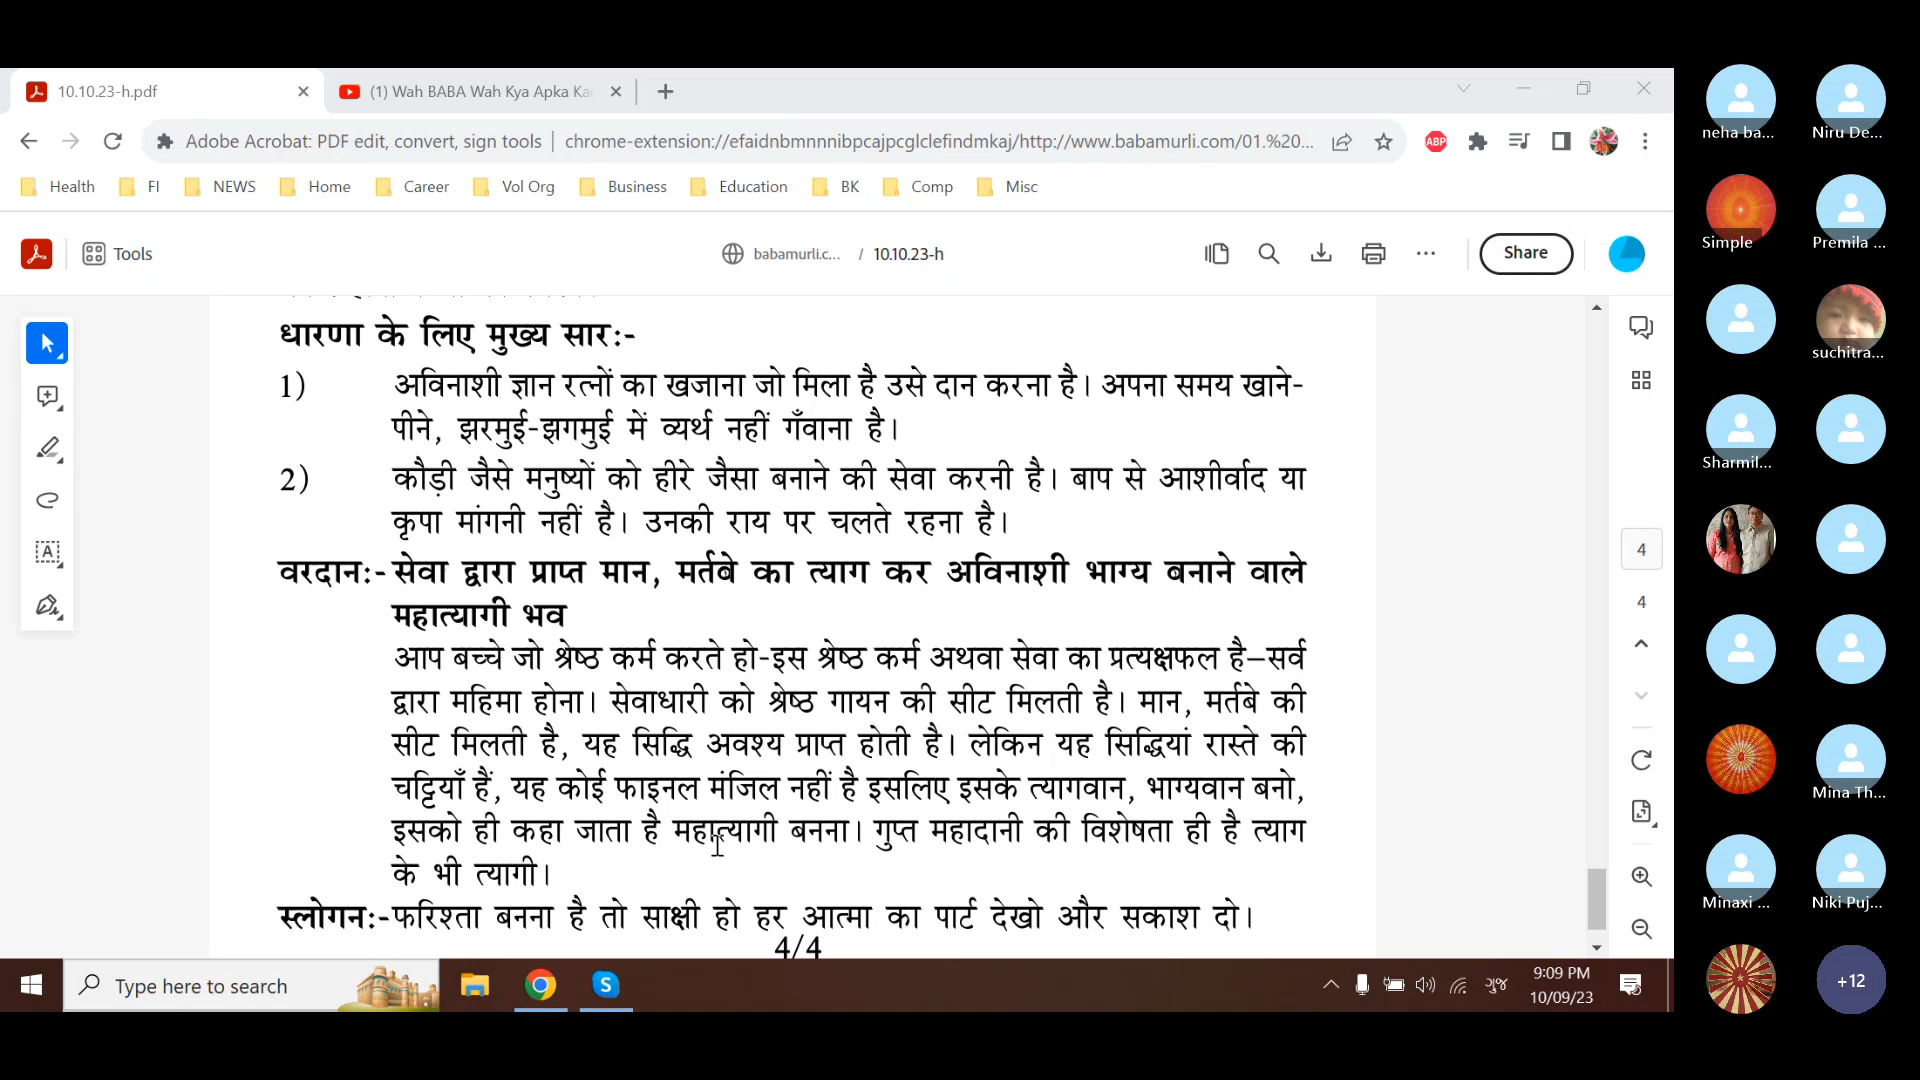 10.10.23-h.pdf
(1) Wah BABA Wah Kya Apka Ka
Adobe Acrobat: PDF edit, convert, sign tools
chrome-extension://efaidnbmnnnibpcajpcglclefindmkaj/http://www.babamurli.com/01.%20...
ABP
Health
FI
NEWS
Home
Career
Vol Org
Business
Education
BK
Comp
Misc
Tools
babamurli.c... / 10.10.23-h
Share
धारणा के लिए मुख्य सारः-
1) अविनाशी ज्ञान रत्नों का खजाना जो मिला है उसे दान करना है। अपना समय खाने-
पीने, झरमुई-झगमुई में व्यर्थ नहीं गँवाना है।
2) कौड़ी जैसे मनुष्यों को हीरे जैसा बनाने की सेवा करनी है। बाप से आशीर्वाद या
कृपा मांगनी नहीं है। उनकी राय पर चलते रहना है।
वरदानः- सेवा द्वारा प्राप्त मान, मर्तबे का त्याग कर अविनाशी भाग्य बनाने वाले
महात्यागी भव
आप बच्चे जो श्रेष्ठ कर्म करते हो-इस श्रेष्ठ कर्म अथवा सेवा का प्रत्यक्षफल है–सर्व
द्वारा महिमा होना। सेवाधारी को श्रेष्ठ गायन की सीट मिलती है। मान, मर्तबे की
सीट मिलती है, यह सिद्धि अवश्य प्राप्त होती है। लेकिन यह सिद्धियां रास्ते की
चट्टियाँ हैं, यह कोई फाइनल मंजिल नहीं है इसलिए इसके त्यागवान, भाग्यवान बनो,
इसको ही कहा जाता है महात्यागी बनना। गुप्त महादानी की विशेषता ही है त्याग
के भी त्यागी।
स्लोगनः- फरिश्ता बनना है तो साक्षी हो हर आत्मा का पार्ट देखो और सकाश दो।
4/4
4
4
Type here to search
S
ગુજ
9:09 PM
10/09/23
neha ba...
Niru De...
Simple
Premila ...
suchitra...
Sharmil...
Mina Th...
Minaxi ...
Niki Puj...
+12